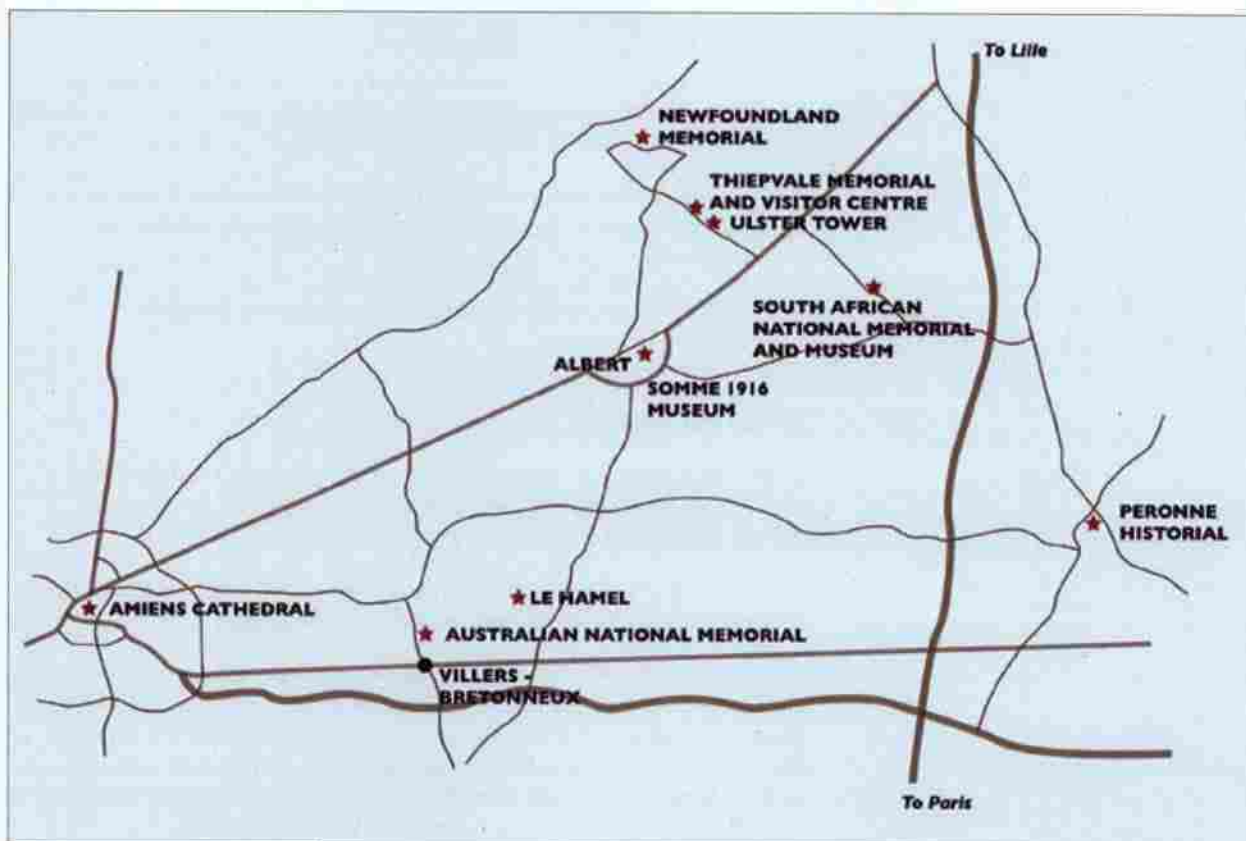 To Lille
NEWFOUNDLAND
MEMORIAL
THIEPVALE MEMORIAL
AND VISITOR CENTRE
ULSTER TOWER
SOUTH AFRICAN
NATIONAL MEMORIAL
AND MUSEUM
ALBERT
SOMME 1916
MUSEUM
PERONNE
HISTORIAL
LE HAMEL
AMIENS CATHEDRAL
AUSTRALIAN NATIONAL MEMORIAL
VILLERS -
BRETONNEUX
To Paris